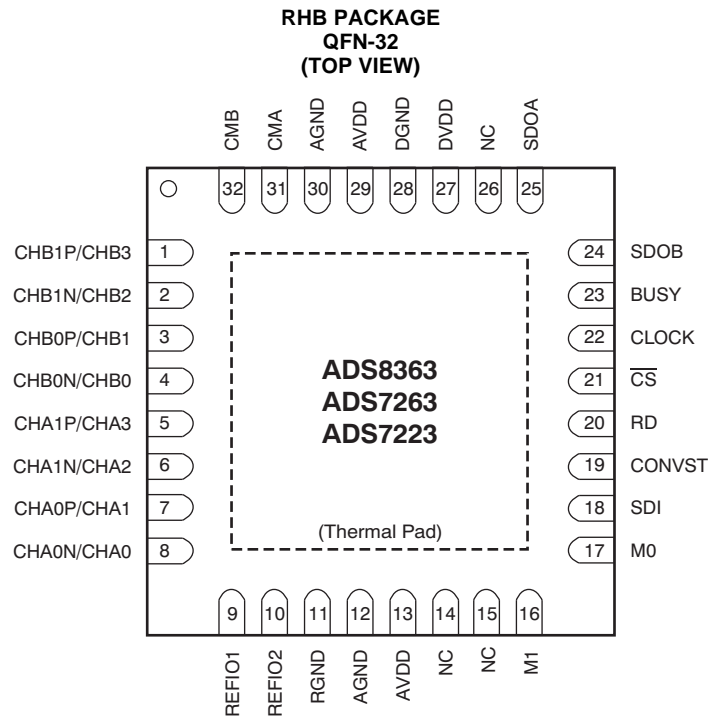 RHB PACKAGE
QFN-32
(TOP VIEW)
CMB
CMA
AGND
AVDD
DGND
DVDD
NC
SDOA
32 31 30 29 28 27 26 25
CHB1P/CHB3 1
CHB1N/CHB2 2
CHB0P/CHB1 3
CHB0N/CHB0 4
CHA1P/CHA3 5
CHA1N/CHA2 6
CHA0P/CHA1 7
CHA0N/CHA0 8
ADS8363
ADS7263
ADS7223
(Thermal Pad)
24 SDOB
23 BUSY
22 CLOCK
21 CS
20 RD
19 CONVST
18 SDI
17 M0
9 10 11 12 13 14 15 16
REFIO1
REFIO2
RGND
AGND
AVDD
NC
NC
M1